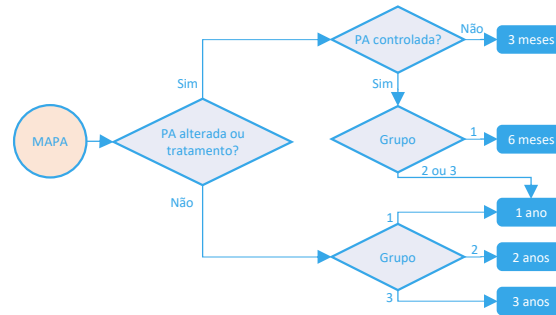 PA controlada?
Não
3 meses
Sim
Sim
MAPA
PA alterada ou
tratamento?
Grupo
1
6 meses
2 ou 3
Não
1
1 ano
Grupo
2
2 anos
3
3 anos